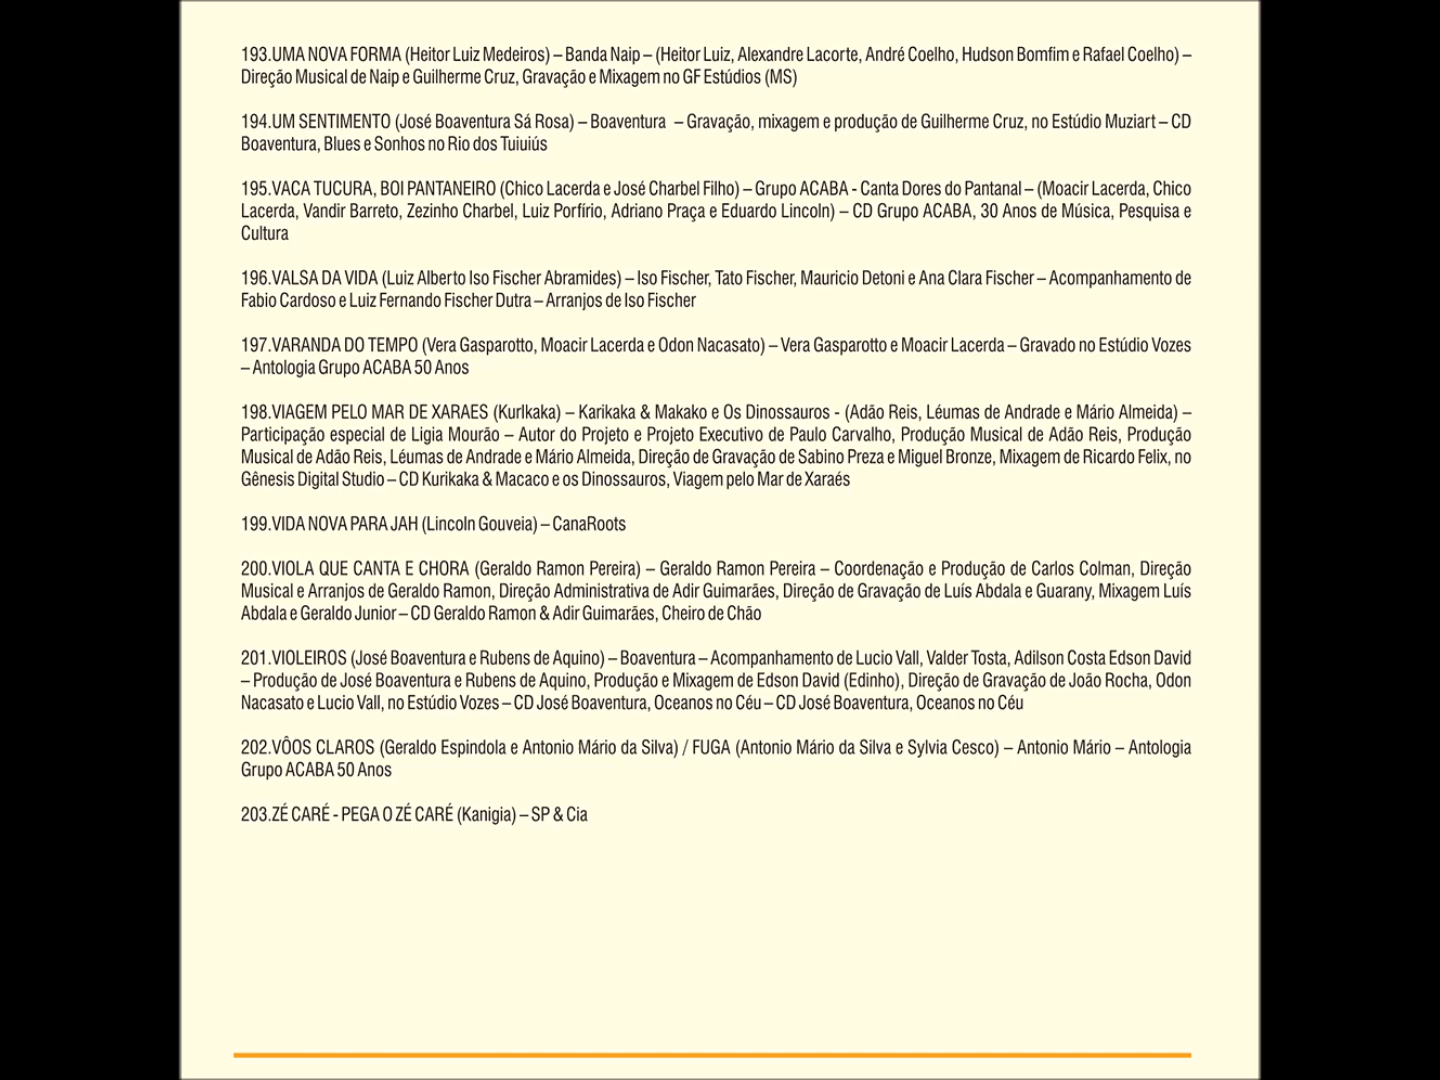 193.UMA NOVA FORMA (Heitor Luiz Medeiros) – Banda Naip – (Heitor Luiz, Alexandre Lacorte, André Coelho, Hudson Bomfim e Rafael Coelho) –
Direção Musical de Naip e Guilherme Cruz, Gravação e Mixagem no GF Estúdios (MS)
194.UM SENTIMENTO (José Boaventura Sá Rosa) – Boaventura – Gravação, mixagem e produção de Guilherme Cruz, no Estúdio Muziart – CD
Boaventura, Blues e Sonhos no Rio dos Tuiuiús
195.VACA TUCURA, BOI PANTANEIRO (Chico Lacerda e José Charbel Filho) – Grupo ACABA - Canta Dores do Pantanal – (Moacir Lacerda, Chico
Lacerda, Vandir Barreto, Zezinho Charbel, Luiz Porfírio, Adriano Praça e Eduardo Lincoln) – CD Grupo ACABA, 30 Anos de Música, Pesquisa e
Cultura
196.VALSA DA VIDA (Luiz Alberto Iso Fischer Abramides) – Iso Fischer, Tato Fischer, Mauricio Detoni e Ana Clara Fischer – Acompanhamento de
Fabio Cardoso e Luiz Fernando Fischer Dutra – Arranjos de Iso Fischer
197.VARANDA DO TEMPO (Vera Gasparotto, Moacir Lacerda e Odon Nacasato) – Vera Gasparotto e Moacir Lacerda – Gravado no Estúdio Vozes
– Antologia Grupo ACABA 50 Anos
198.VIAGEM PELO MAR DE XARAES (KurIkaka) – Karikaka & Makako e Os Dinossauros - (Adão Reis, Léumas de Andrade e Mário Almeida) –
Participação especial de Ligia Mourão – Autor do Projeto e Projeto Executivo de Paulo Carvalho, Produção Musical de Adão Reis, Produção
Musical de Adão Reis, Léumas de Andrade e Mário Almeida, Direção de Gravação de Sabino Preza e Miguel Bronze, Mixagem de Ricardo Felix, no
Gênesis Digital Studio – CD Kurikaka & Macaco e os Dinossauros, Viagem pelo Mar de Xaraés
199.VIDA NOVA PARA JAH (Lincoln Gouveia) – CanaRoots
200.VIOLA QUE CANTA E CHORA (Geraldo Ramon Pereira) – Geraldo Ramon Pereira – Coordenação e Produção de Carlos Colman, Direção
Musical e Arranjos de Geraldo Ramon, Direção Administrativa de Adir Guimarães, Direção de Gravação de Luís Abdala e Guarany, Mixagem Luís
Abdala e Geraldo Junior – CD Geraldo Ramon & Adir Guimarães, Cheiro de Chão
201.VIOLEIROS (José Boaventura e Rubens de Aquino) – Boaventura – Acompanhamento de Lucio Vall, Valder Tosta, Adilson Costa Edson David
– Produção de José Boaventura e Rubens de Aquino, Produção e Mixagem de Edson David (Edinho), Direção de Gravação de João Rocha, Odon
Nacasato e Lucio Vall, no Estúdio Vozes – CD José Boaventura, Oceanos no Céu – CD José Boaventura, Oceanos no Céu
202.VÔOS CLAROS (Geraldo Espindola e Antonio Mário da Silva) / FUGA (Antonio Mário da Silva e Sylvia Cesco) – Antonio Mário – Antologia
Grupo ACABA 50 Anos
203.ZÉ CARÉ - PEGA O ZÉ CARÉ (Kanigia) – SP & Cia